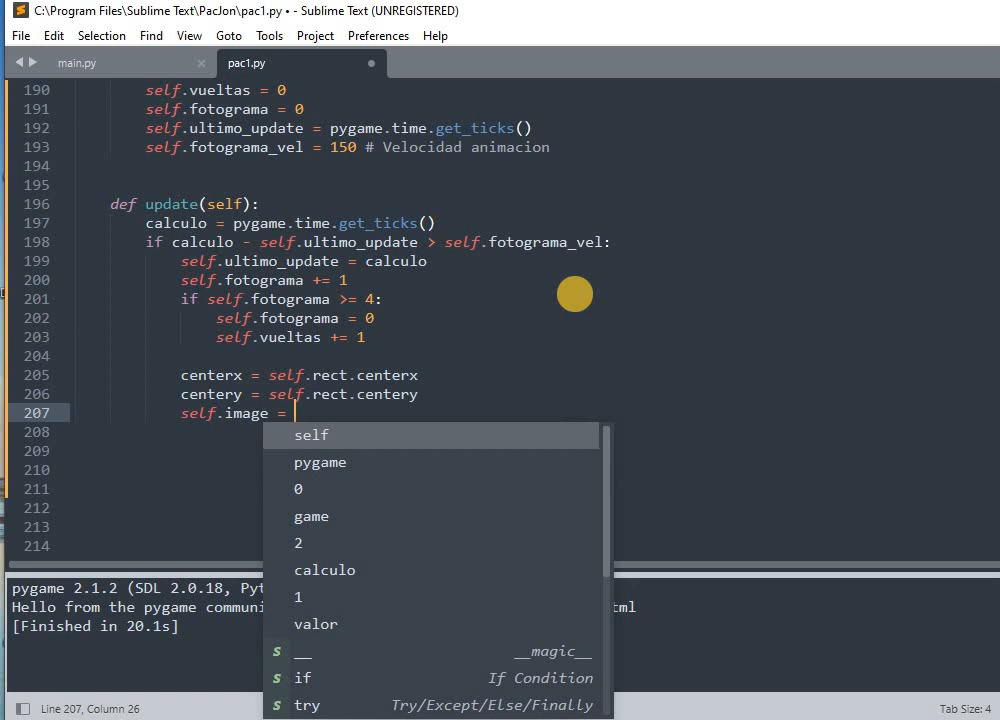 C:\Program Files\Sublime Text\PacJon\pac1.py • - Sublime Text (UNREGISTERED)
File Edit Selection Find View Goto Tools Project Preferences Help
main.py × pac1.py
190 self.vueltas = 0
191 self.fotograma = 0
192 self.ultimo_update = pygame.time.get_ticks()
193 self.fotograma_vel = 150 # Velocidad animacion
194
195
196 def update(self):
197 calculo = pygame.time.get_ticks()
198 if calculo - self.ultimo_update > self.fotograma_vel:
199 self.ultimo_update = calculo
200 self.fotograma += 1
201 if self.fotograma >= 4:
202 self.fotograma = 0
203 self.vueltas += 1
204
205 centerx = self.rect.centerx
206 centery = self.rect.centery
207 self.image =
208
209
210
211
212
213
214
self
pygame
0
game
2
calculo
1
valor
s __ __magic__
s if If Condition
s try Try/Except/Else/Finally
pygame 2.1.2 (SDL 2.0.18, Pyt
Hello from the pygame communi tml
[Finished in 20.1s]
Line 207, Column 26 Tab Size: 4